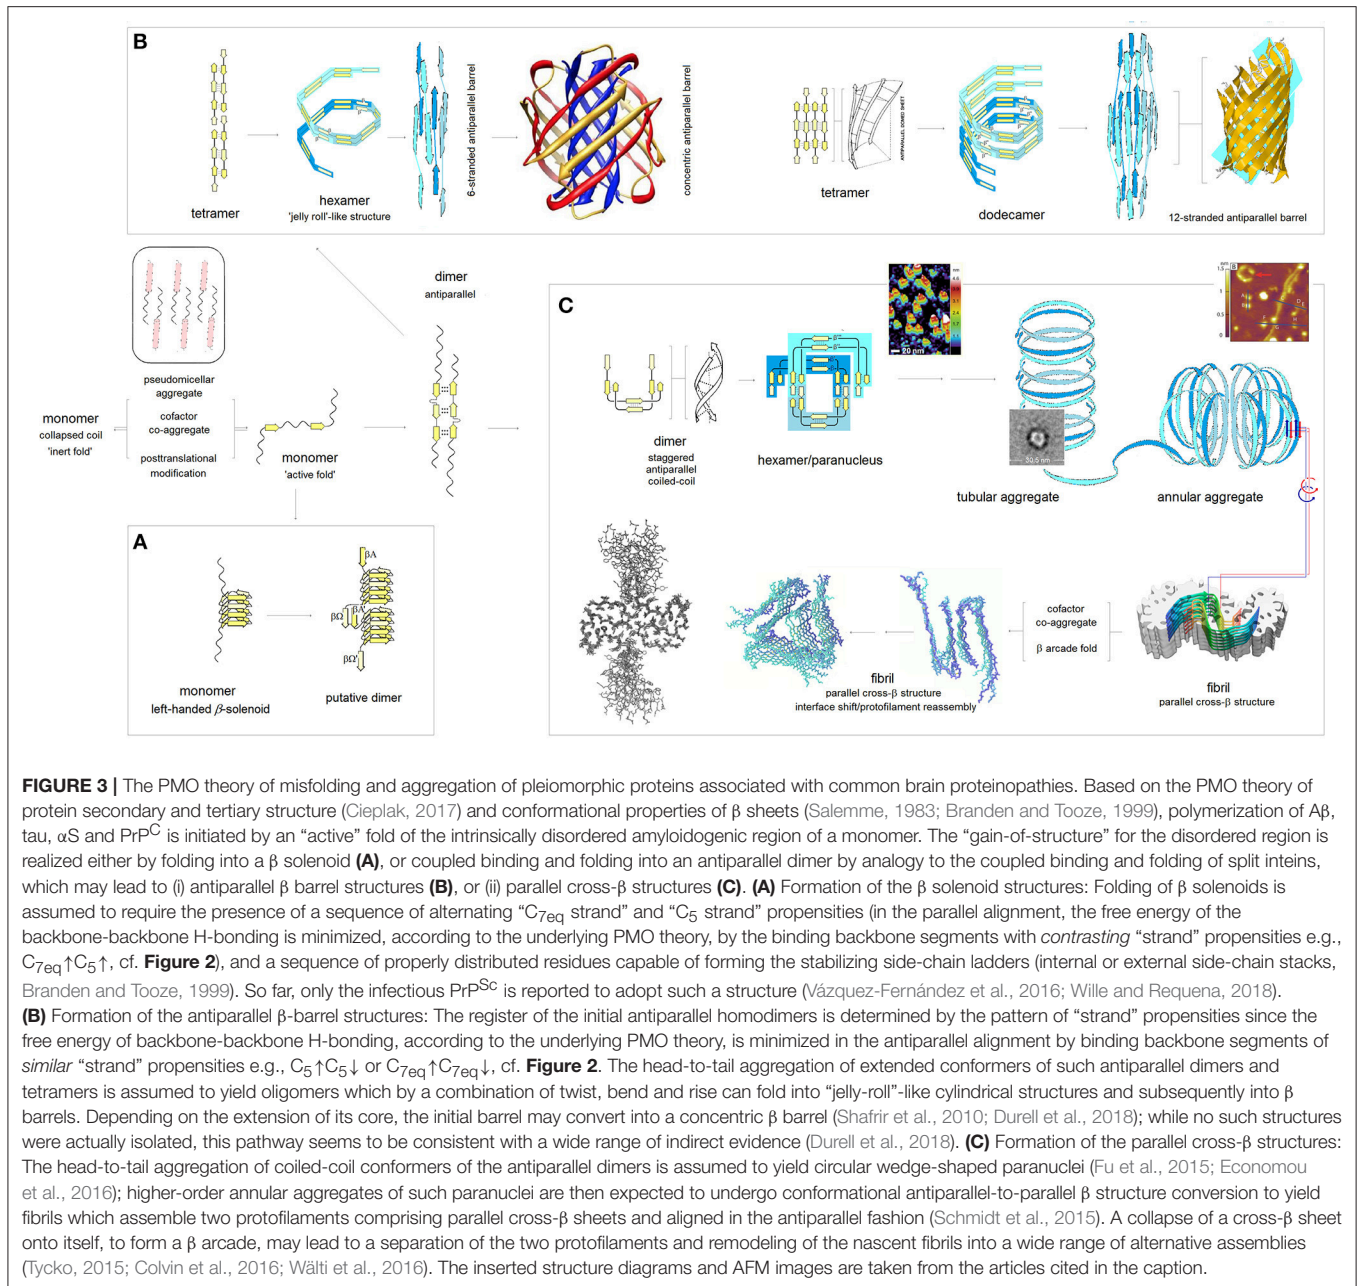 B
tetramer
hexamer
'jelly roll'-like structure
6-stranded antiparallel barrel
concentric antiparallel barrel
ANTIPARALLEL DOMED SHEET
tetramer
dodecamer
12-stranded antiparallel barrel
pseudomicellar
aggregate
cofactor
co-aggregate
posttranslational
modification
monomer
collapsed coil
'inert fold'
monomer
'active fold'
dimer
antiparallel
A
βA
βΩ
βA
βΩ'
monomer
left-handed β-solenoid
putative dimer
C
dimer
staggered
antiparallel
coiled-coil
hexamer/paranucleus
20 nm
nm
30.5 nm
tubular aggregate
annular aggregate
nm
1.5
1
0.5
0
B
cofactor
co-aggregate
β arcade fold
fibril
parallel cross-β structure
interface shift/protofilament reassembly
fibril
parallel cross-β structure
FIGURE 3 | The PMO theory of misfolding and aggregation of pleiomorphic proteins associated with common brain proteinopathies. Based on the PMO theory of
protein secondary and tertiary structure (Cieplak, 2017) and conformational properties of β sheets (Salemme, 1983; Branden and Tooze, 1999), polymerization of Aβ,
tau, αS and PrP^C is initiated by an “active” fold of the intrinsically disordered amyloidogenic region of a monomer. The “gain-of-structure” for the disordered region is
realized either by folding into a β solenoid (A), or coupled binding and folding into an antiparallel dimer by analogy to the coupled binding and folding of split inteins,
which may lead to (i) antiparallel β barrel structures (B), or (ii) parallel cross-β structures (C). (A) Formation of the β solenoid structures: Folding of β solenoids is
assumed to require the presence of a sequence of alternating “C7eq strand” and “C5 strand” propensities (in the parallel alignment, the free energy of the
backbone-backbone H-bonding is minimized, according to the underlying PMO theory, by the binding backbone segments with contrasting “strand” propensities e.g.,
C7eq↑C5↑, cf. Figure 2), and a sequence of properly distributed residues capable of forming the stabilizing side-chain ladders (internal or external side-chain stacks,
Branden and Tooze, 1999). So far, only the infectious PrP^Sc is reported to adopt such a structure (Vázquez-Fernández et al., 2016; Wille and Requena, 2018).
(B) Formation of the antiparallel β-barrel structures: The register of the initial antiparallel homodimers is determined by the pattern of “strand” propensities since the
free energy of backbone-backbone H-bonding, according to the underlying PMO theory, is minimized in the antiparallel alignment by binding backbone segments of
similar “strand” propensities e.g., C5↑C5↓ or C7eq↑C7eq↓, cf. Figure 2. The head-to-tail aggregation of extended conformers of such antiparallel dimers and
tetramers is assumed to yield oligomers which by a combination of twist, bend and rise can fold into “jelly-roll”-like cylindrical structures and subsequently into β
barrels. Depending on the extension of its core, the initial barrel may convert into a concentric β barrel (Shafrir et al., 2010; Durell et al., 2018); while no such structures
were actually isolated, this pathway seems to be consistent with a wide range of indirect evidence (Durell et al., 2018). (C) Formation of the parallel cross-β structures:
The head-to-tail aggregation of coiled-coil conformers of the antiparallel dimers is assumed to yield circular wedge-shaped paranuclei (Fu et al., 2015; Economou
et al., 2016); higher-order annular aggregates of such paranuclei are then expected to undergo conformational antiparallel-to-parallel β structure conversion to yield
fibrils which assemble two protofilaments comprising parallel cross-β sheets and aligned in the antiparallel fashion (Schmidt et al., 2015). A collapse of a cross-β sheet
onto itself, to form a β arcade, may lead to a separation of the two protofilaments and remodeling of the nascent fibrils into a wide range of alternative assemblies
(Tycko, 2015; Colvin et al., 2016; Wälti et al., 2016). The inserted structure diagrams and AFM images are taken from the articles cited in the caption.